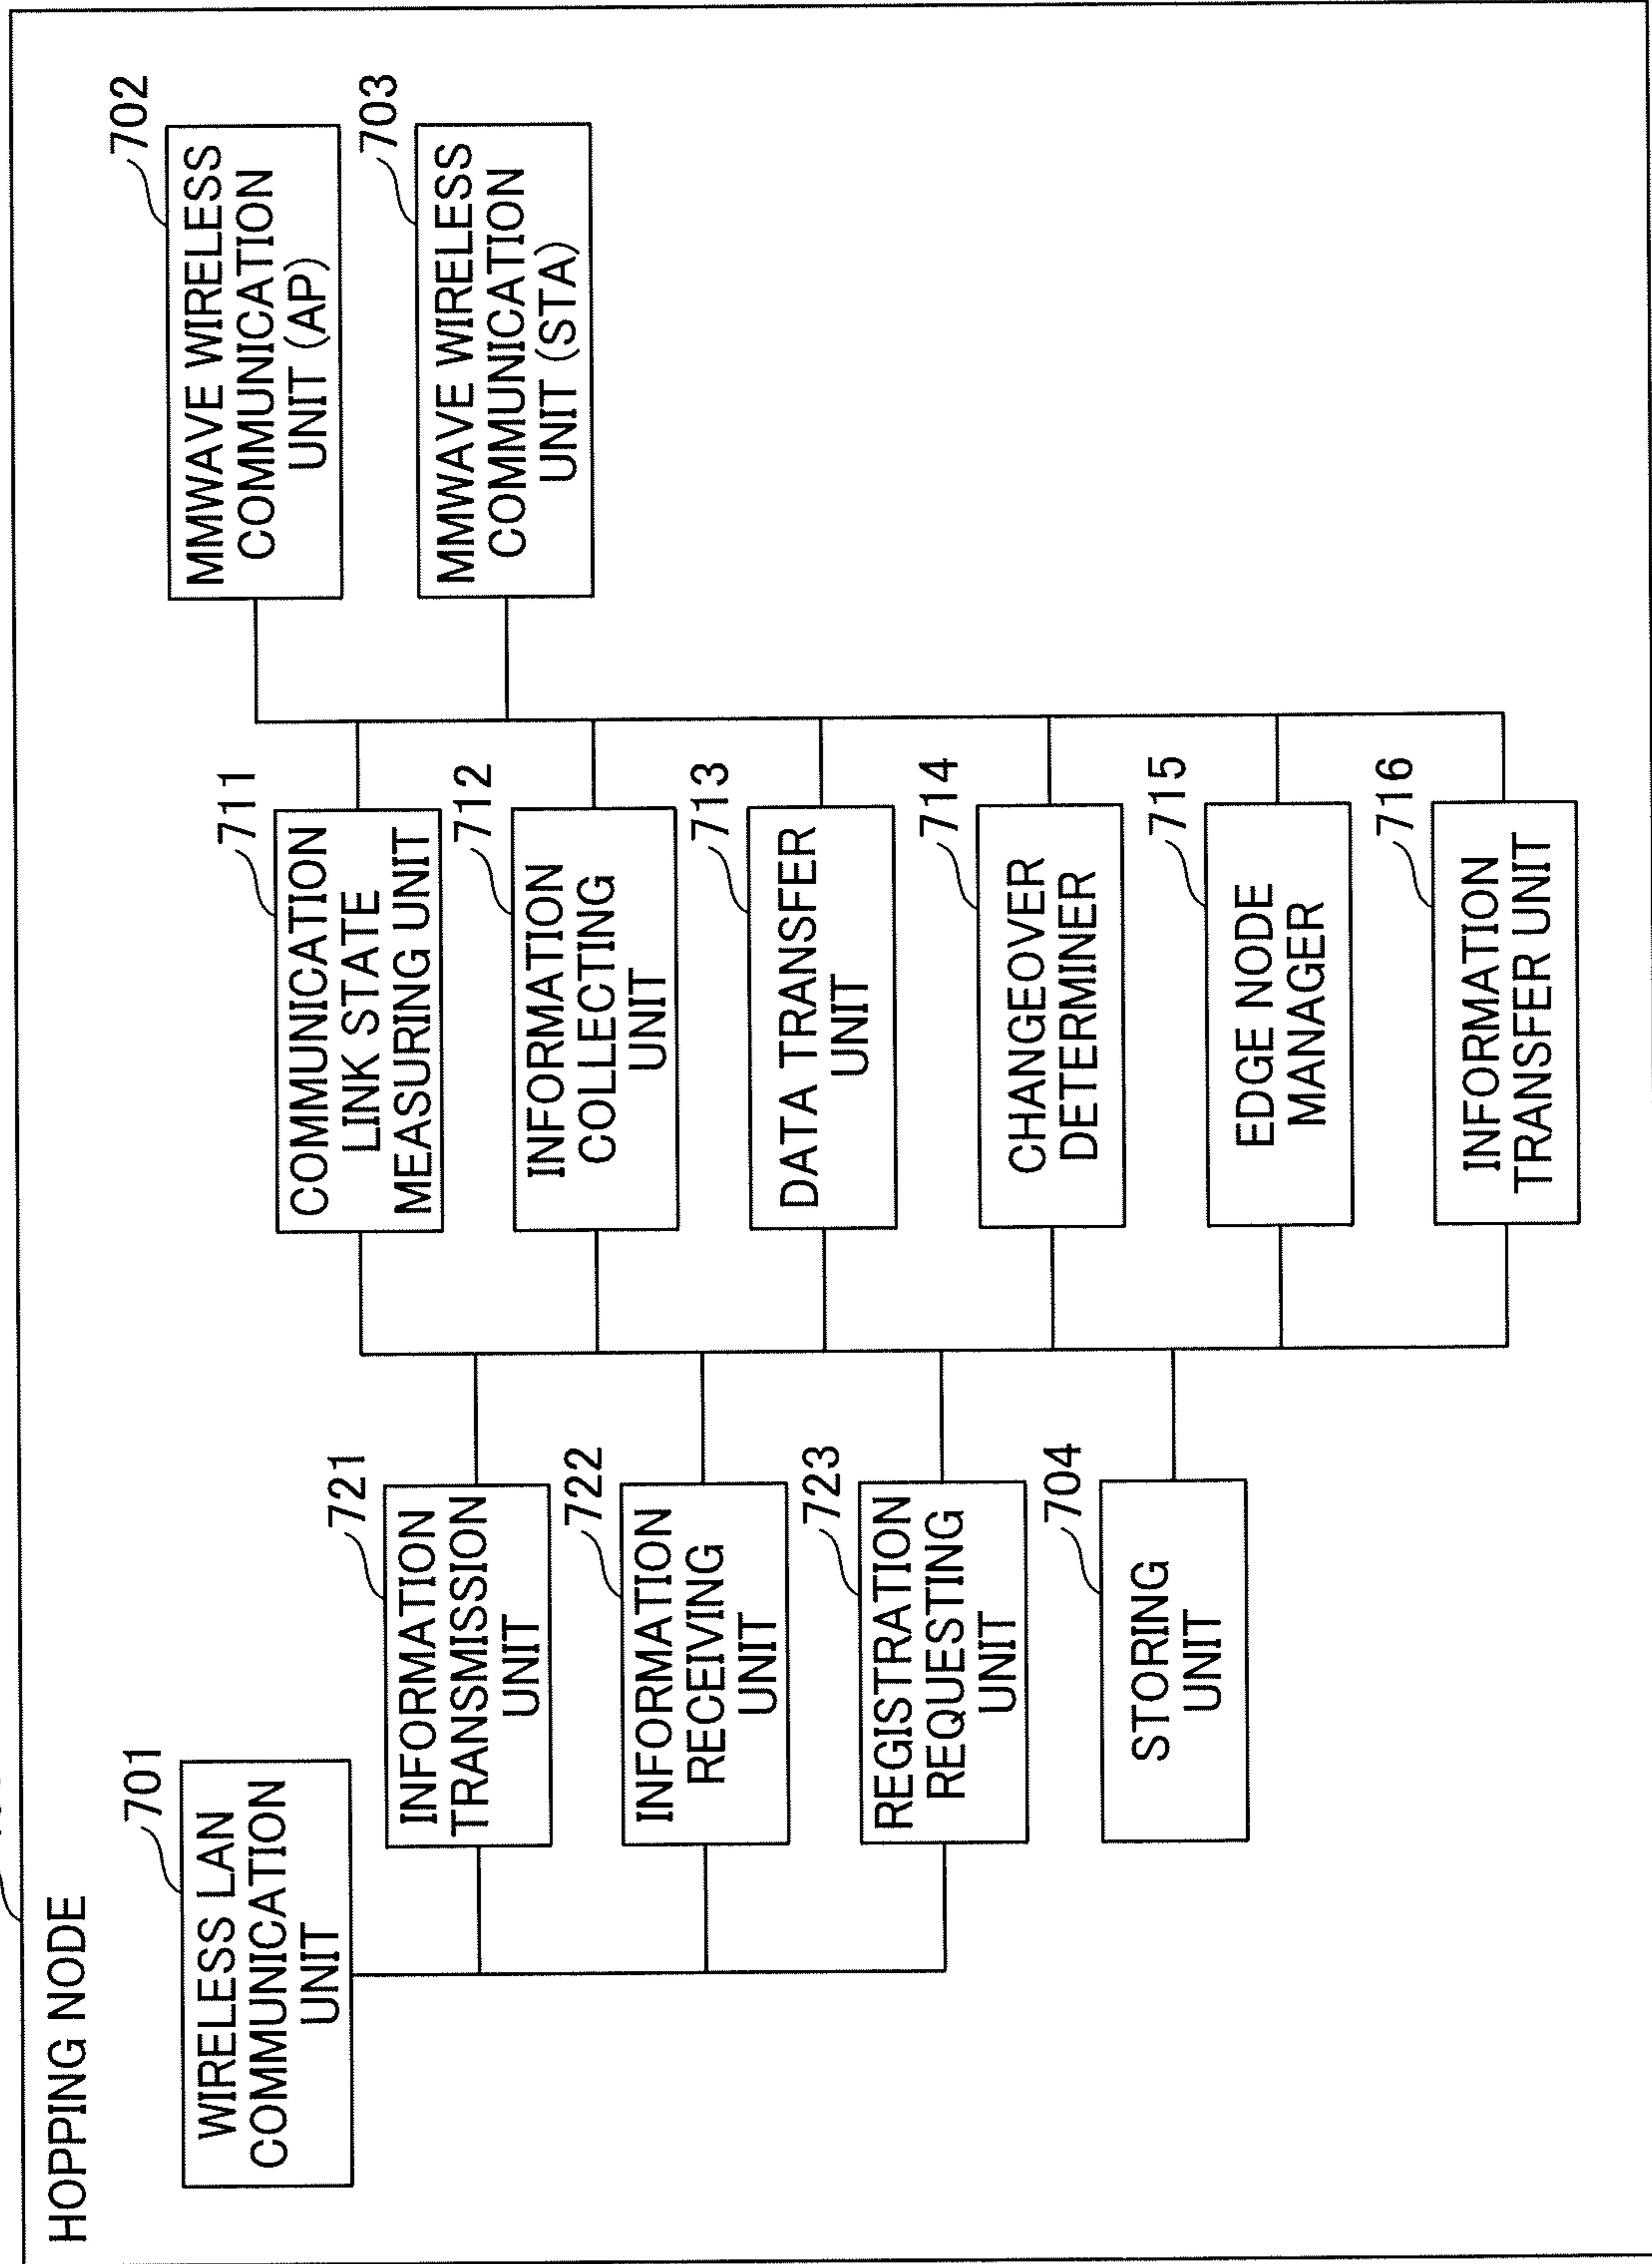 HOPPING NODE
701
WIRELESS LAN
COMMUNICATION
UNIT
721
INFORMATION
TRANSMISSION
UNIT
722
INFORMATION
RECEIVING
UNIT
723
REGISTRATION
REQUESTING
UNIT
704
STORING
UNIT
711
COMMUNICATION
LINK STATE
MEASURING UNIT
712
INFORMATION
COLLECTING
UNIT
713
DATA TRANSFER
UNIT
714
CHANGEOVER
DETERMINER
715
EDGE NODE
MANAGER
716
INFORMATION
TRANSFER UNIT
702
MMWAVE WIRELESS
COMMUNICATION
UNIT (AP)
703
MMWAVE WIRELESS
COMMUNICATION
UNIT (STA)